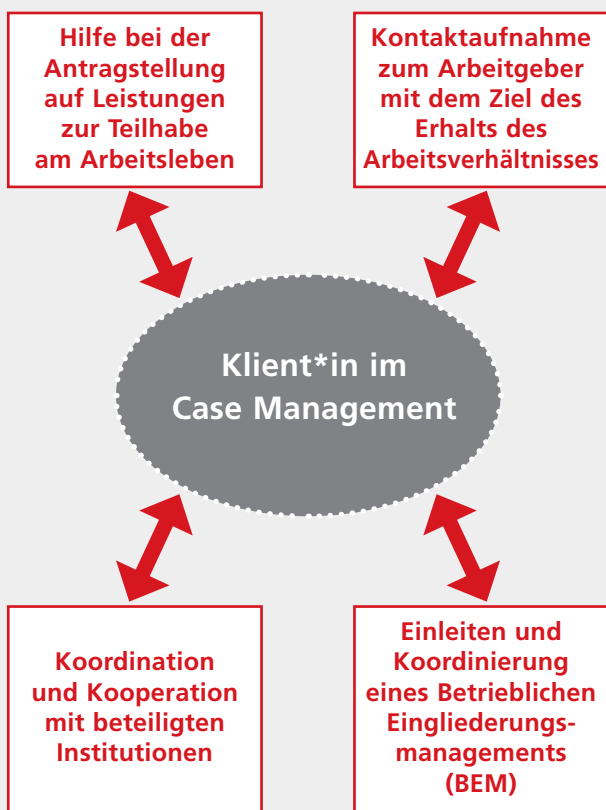 Hilfe bei der
Antragstellung
auf Leistungen
zur Teilhabe
am Arbeitsleben
Kontaktaufnahme
zum Arbeitgeber
mit dem Ziel des
Erhalts des
Arbeitsverhältnisses
Klient*in im
Case Management
Koordination
und Kooperation
mit beteiligten
Institutionen
Einleiten und
Koordinierung
eines Betrieblichen
Eingliederungs-
managements
(BEM)